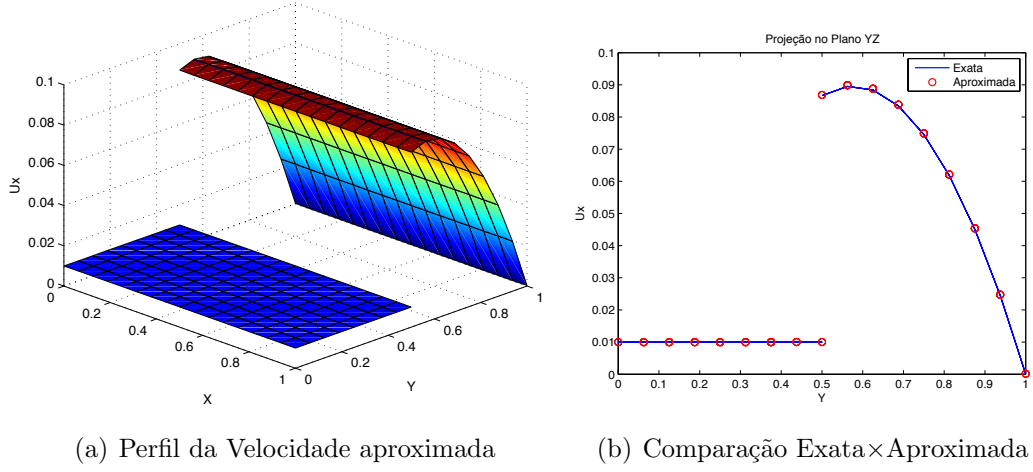 0.1
0.08
0.06
0.04
0.02
0
Ux
0
0.2
0.4
0.6
0.8
1
X
0
0.2
0.4
0.6
0.8
1
Y
Projeção no Plano YZ
Exata
Aproximada
0.1
0.09
0.08
0.07
0.06
0.05
0.04
0.03
0.02
0.01
0
Ux
0 0.1 0.2 0.3 0.4 0.5 0.6 0.7 0.8 0.9 1
Y
(a) Perfil da Velocidade aproximada
(b) Comparação Exata×Aproximada